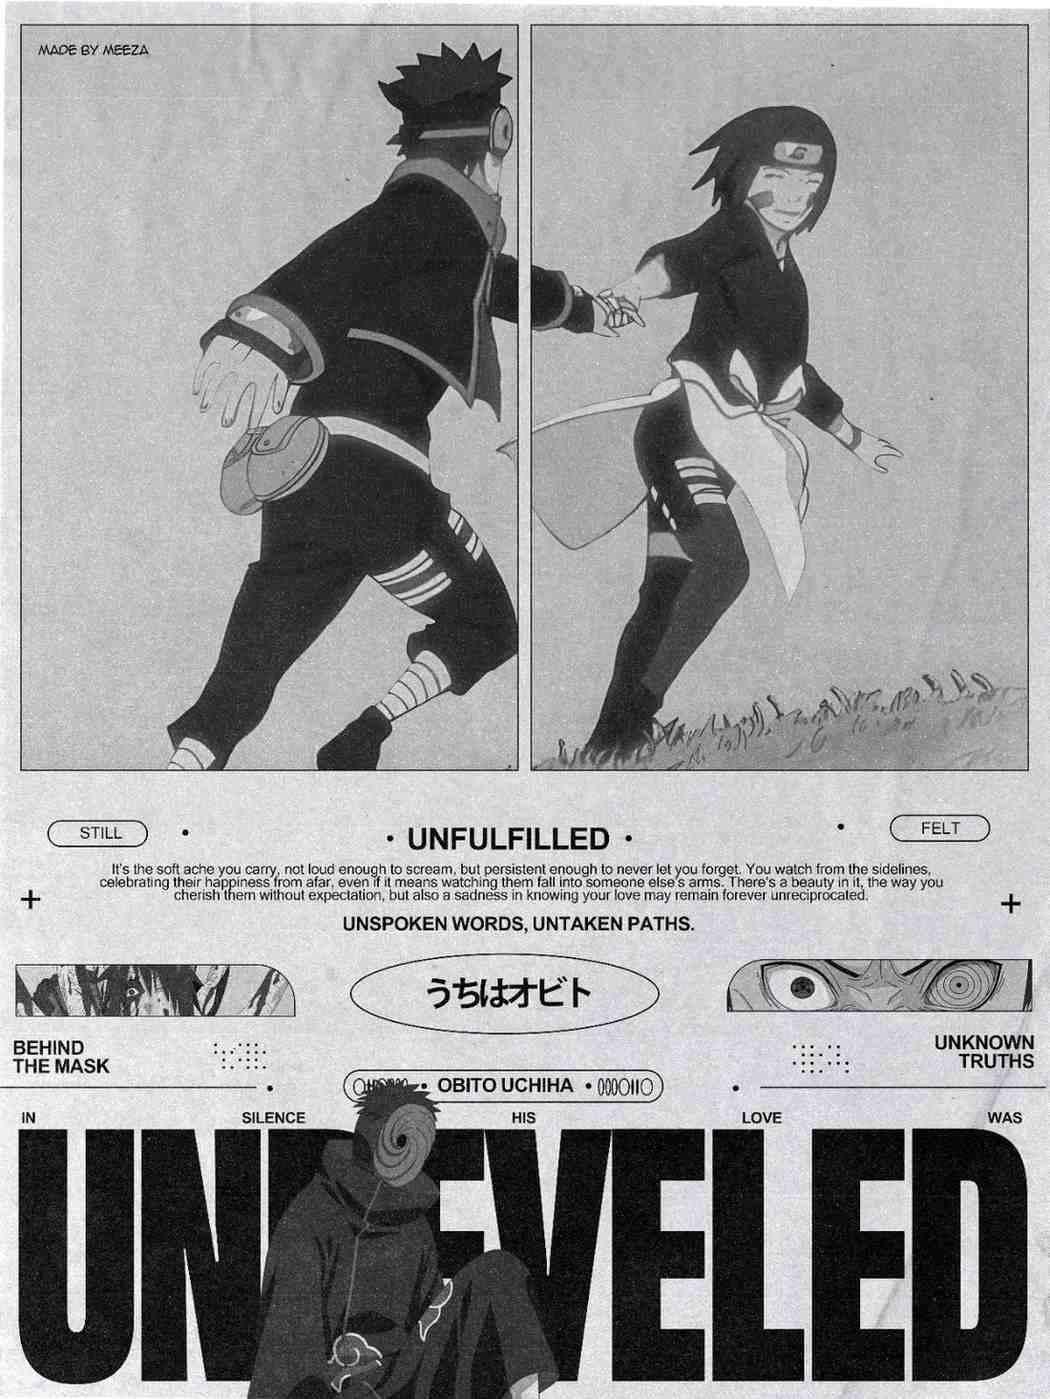 MADE BY MEEZA
STILL
• UNFULFILLED •
FELT
It's the soft ache you carry, not loud enough to scream, but persistent enough to never let you forget. You watch from the sidelines,
celebrating their happiness from afar, even if it means watching them fall into someone else's arms. There's a beauty in it, the way you
cherish them without expectation, but also a sadness in knowing your love may remain forever unreciprocated.
UNSPOKEN WORDS, UNTAKEN PATHS.
うちはオビト
BEHIND
THE MASK
UNKNOWN
TRUTHS
• OBITO UCHIHA •
IN SILENCE HIS LOVE WAS
UNREVELED